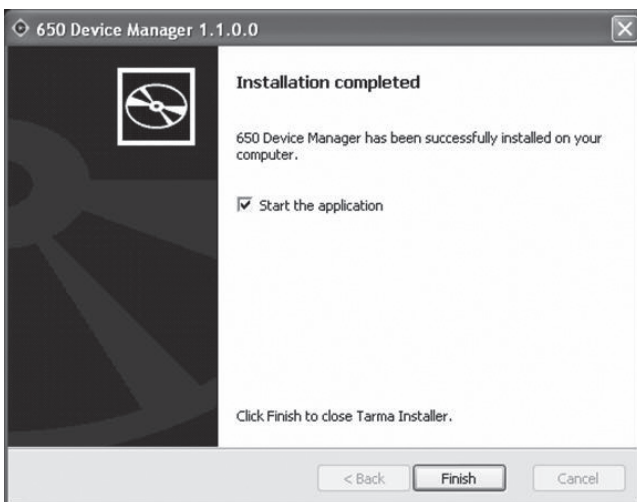 650 Device Manager 1.1.0.0
Installation completed
650 Device Manager has been successfully installed on your
computer.
Start the application
Click Finish to close Tarma Installer.
< Back
Finish
Cancel